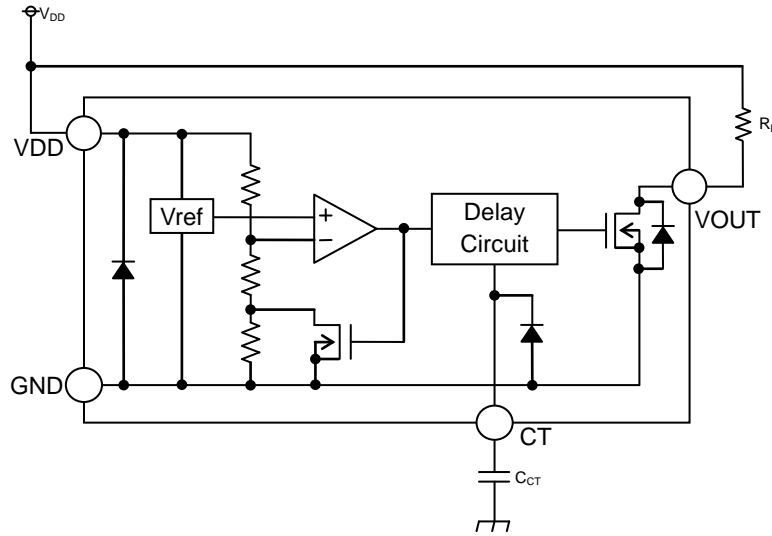 VDD
VDD
Vref
+
−
Delay
Circuit
VOUT
GND
CT
CCT